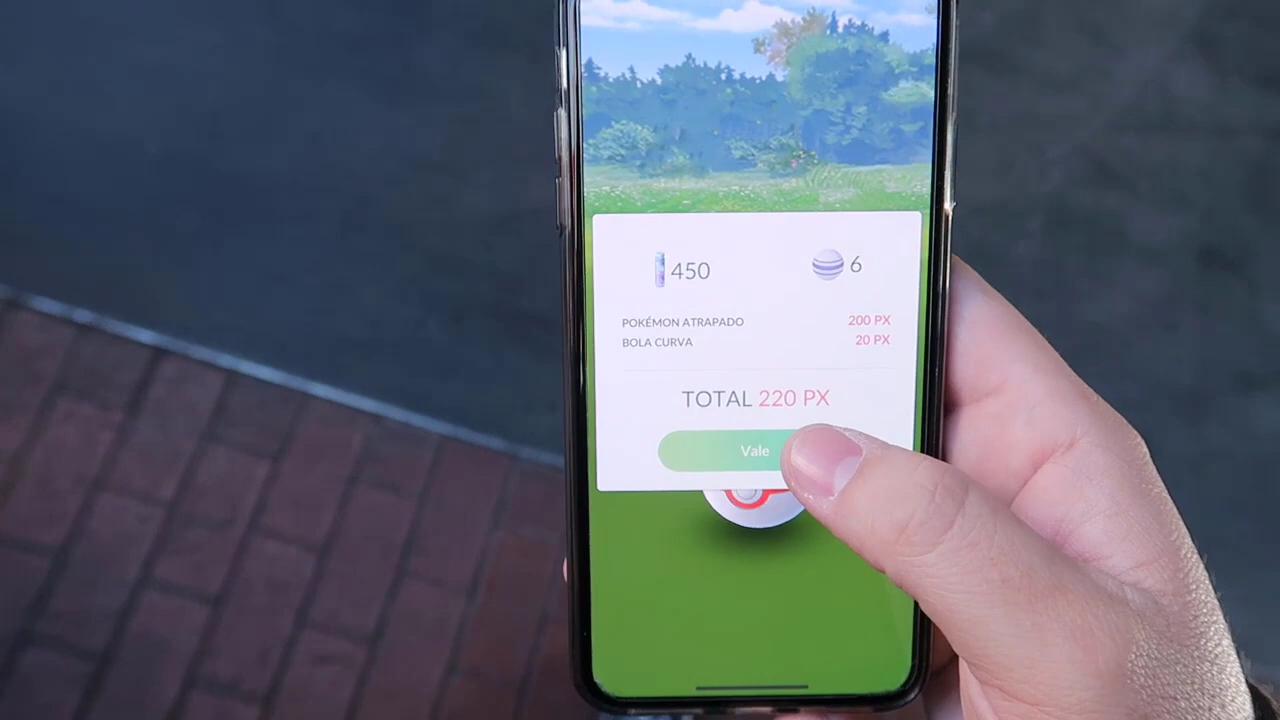 450 6
POKÉMON ATRAPADO 200 PX
BOLA CURVA 20 PX
TOTAL 220 PX
Vale